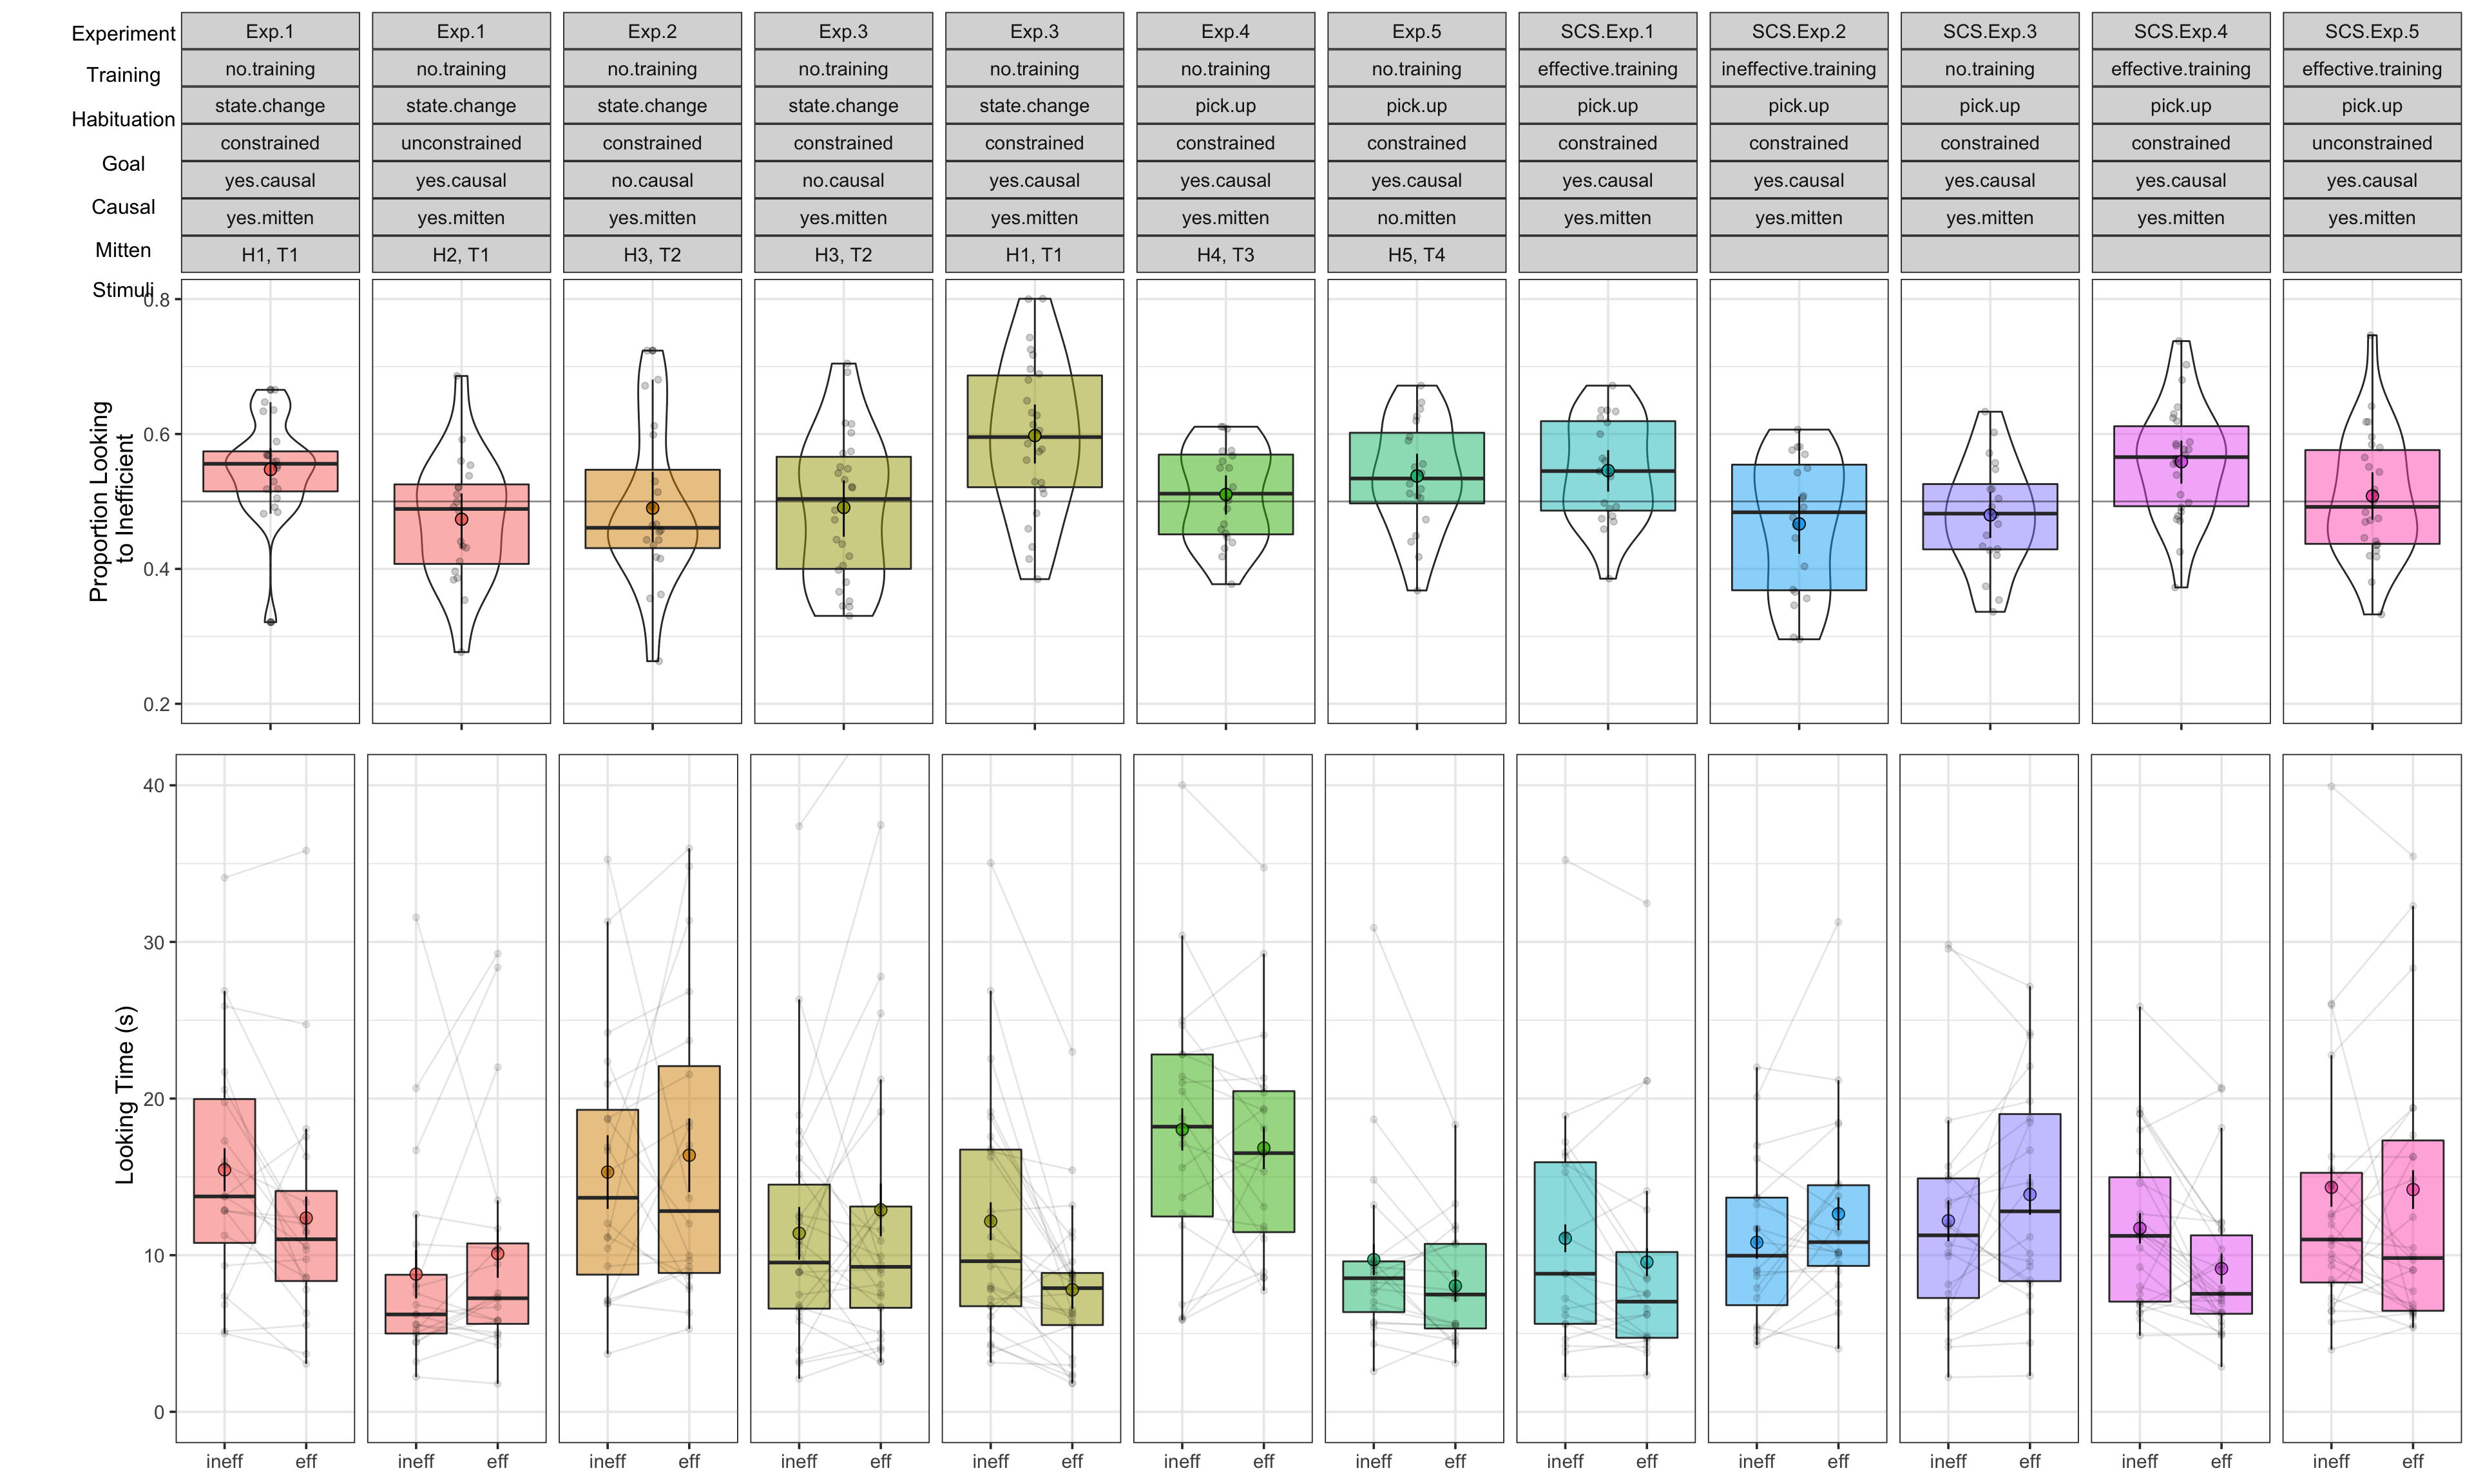 Experiment Exp.1 Exp.1 Exp.2 Exp.3 Exp.3 Exp.4 Exp.5 SCS.Exp.1 SCS.Exp.2 SCS.Exp.3 SCS.Exp.4 SCS.Exp.5
Training no.training no.training no.training no.training no.training no.training no.training effective.training ineffective.training no.training effective.training effective.training
Habituation state.change state.change state.change state.change state.change pick.up pick.up pick.up pick.up pick.up pick.up pick.up
Goal constrained unconstrained constrained constrained constrained constrained constrained constrained constrained constrained constrained unconstrained
Causal yes.causal yes.causal no.causal no.causal yes.causal yes.causal yes.causal yes.causal yes.causal yes.causal yes.causal yes.causal
Mitten yes.mitten yes.mitten yes.mitten yes.mitten yes.mitten yes.mitten no.mitten yes.mitten yes.mitten yes.mitten yes.mitten yes.mitten
Stimuli H1, T1 H2, T1 H3, T2 H3, T2 H1, T1 H4, T3 H5, T4
Proportion Looking
to Inefficient
0.8
0.6
0.4
0.2
Looking Time (s)
40
30
20
10
0
ineff eff ineff eff ineff eff ineff eff ineff eff ineff eff ineff eff ineff eff ineff eff ineff eff ineff eff ineff eff